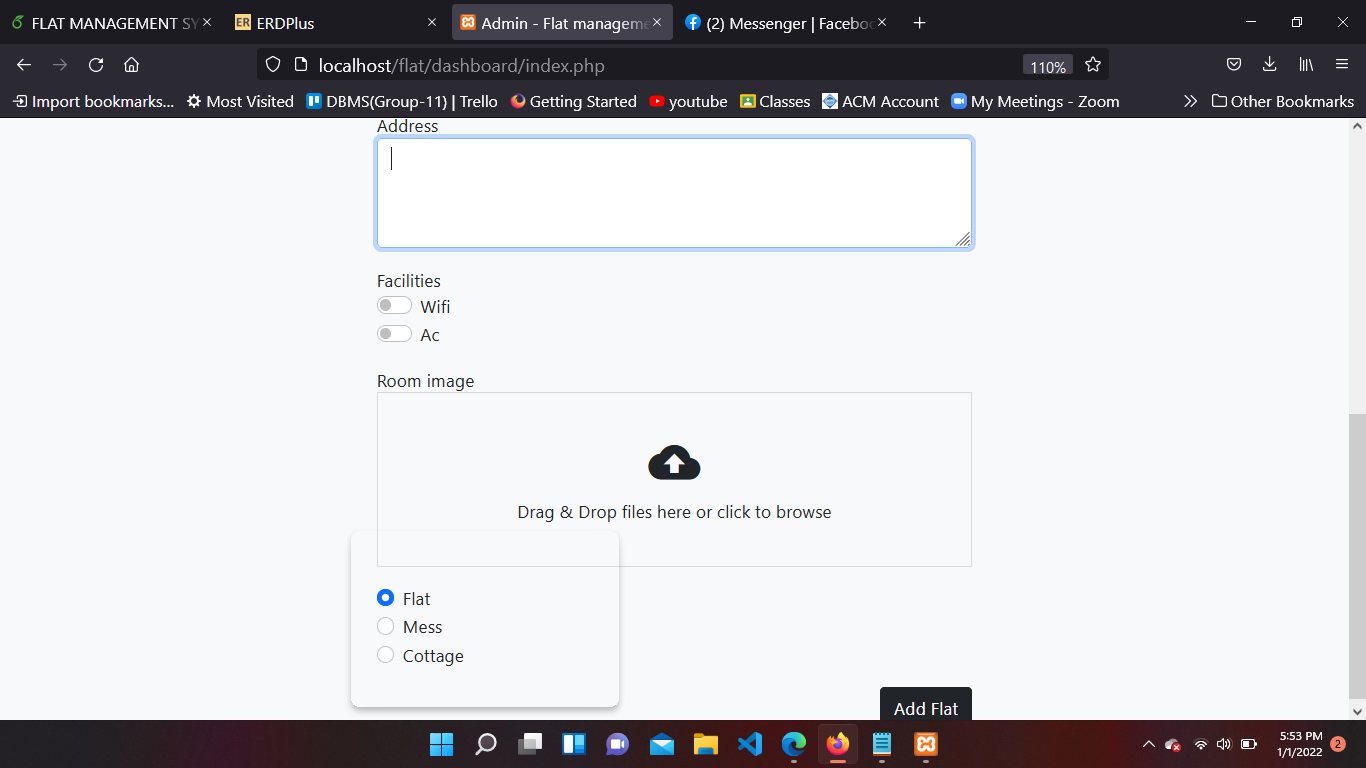 FLAT MANAGEMENT SY
ER ERDPlus
Admin - Flat manageme
(2) Messenger | Faceboo
localhost/flat/dashboard/index.php
110%
Import bookmarks...
Most Visited
DBMS(Group-11) | Trello
Getting Started
youtube
Classes
ACM Account
My Meetings - Zoom
Other Bookmarks
Address
Facilities
Wifi
Ac
Room image
Drag & Drop files here or click to browse
Flat
Mess
Cottage
Add Flat
5:53 PM
1/1/2022
2